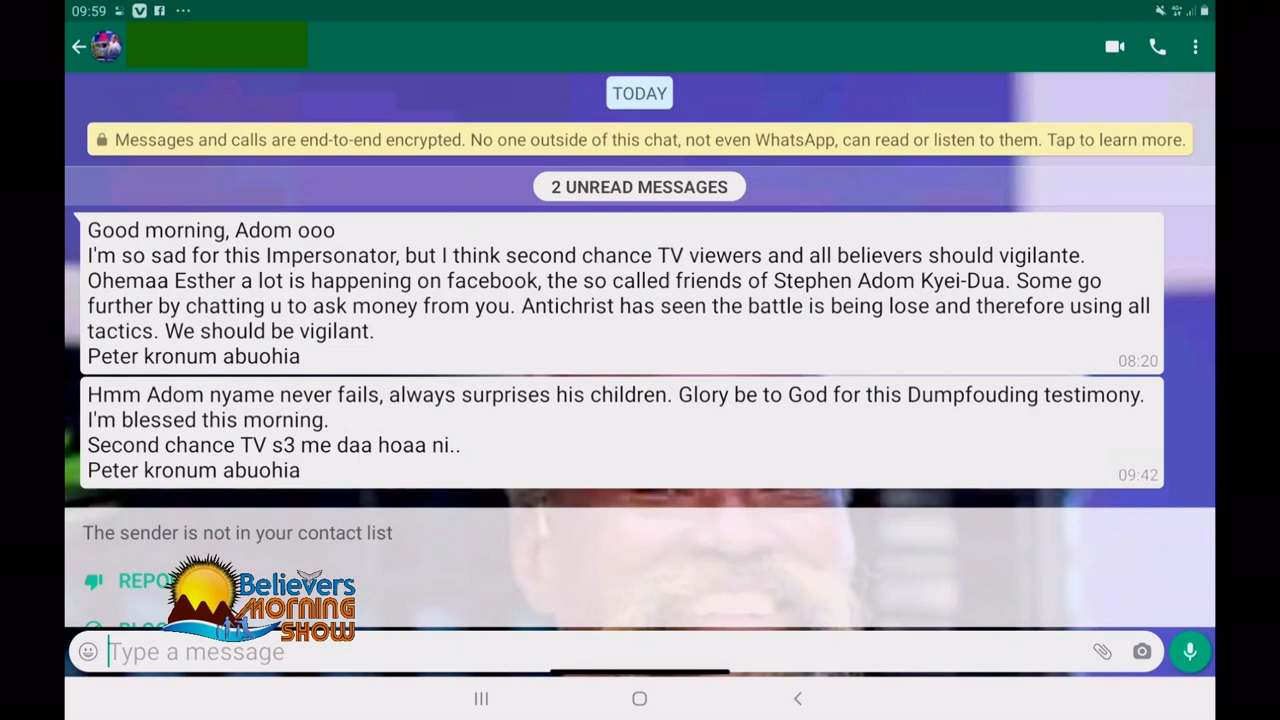 09:59
TODAY
Messages and calls are end-to-end encrypted. No one outside of this chat, not even WhatsApp, can read or listen to them. Tap to learn more.
2 UNREAD MESSAGES
Good morning, Adom ooo
I'm so sad for this Impersonator, but I think second chance TV viewers and all believers should vigilante.
Ohemaa Esther a lot is happening on facebook, the so called friends of Stephen Adom Kyei-Dua. Some go
further by chatting u to ask money from you. Antichrist has seen the battle is being lose and therefore using all
tactics. We should be vigilant.
Peter kronum abuohia
08:20
Hmm Adom nyame never fails, always surprises his children. Glory be to God for this Dumpfouding testimony.
I'm blessed this morning.
Second chance TV s3 me daa hoaa ni..
Peter kronum abuohia
09:42
The sender is not in your contact list
REPO
Believers
MORNING
SHOW
Type a message